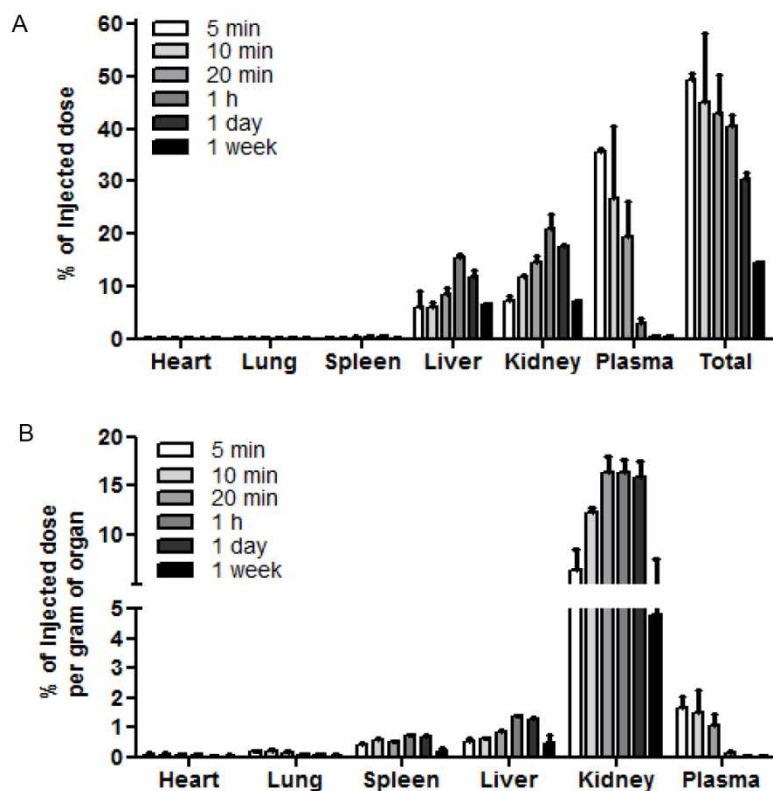 A
% of Injected dose
60
50
40
30
20
10
0
5 min
10 min
20 min
1 h
1 day
1 week
Heart Lung Spleen Liver Kidney Plasma Total
B
% of Injected dose
per gram of organ
20
15
10
5
4
3
2
1
0
5 min
10 min
20 min
1 h
1 day
1 week
Heart Lung Spleen Liver Kidney Plasma